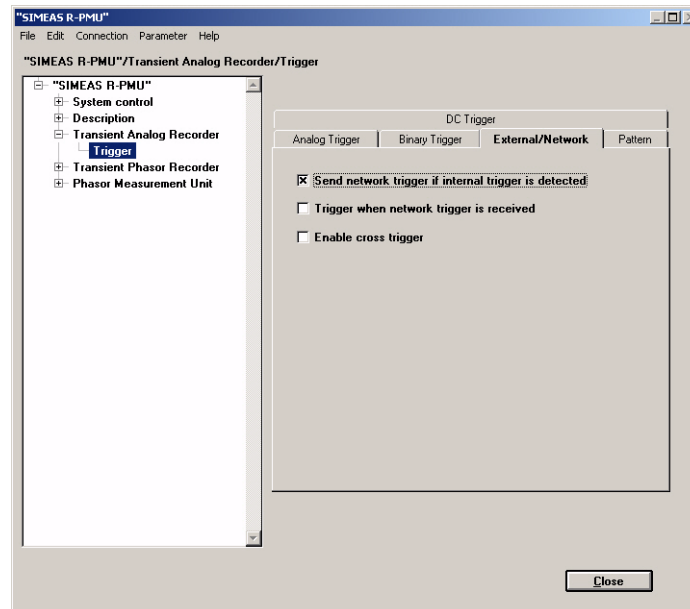 "SIMEAS R-PMU"
File Edit Connection Parameter Help
"SIMEAS R-PMU"/Transient Analog Recorder/Trigger
"SIMEAS R-PMU"
System control
Description
Transient Analog Recorder
Trigger
Transient Phasor Recorder
Phasor Measurement Unit
DC Trigger
Analog Trigger Binary Trigger External/Network Pattern
Send network trigger if internal trigger is detected
Trigger when network trigger is received
Enable cross trigger
Close